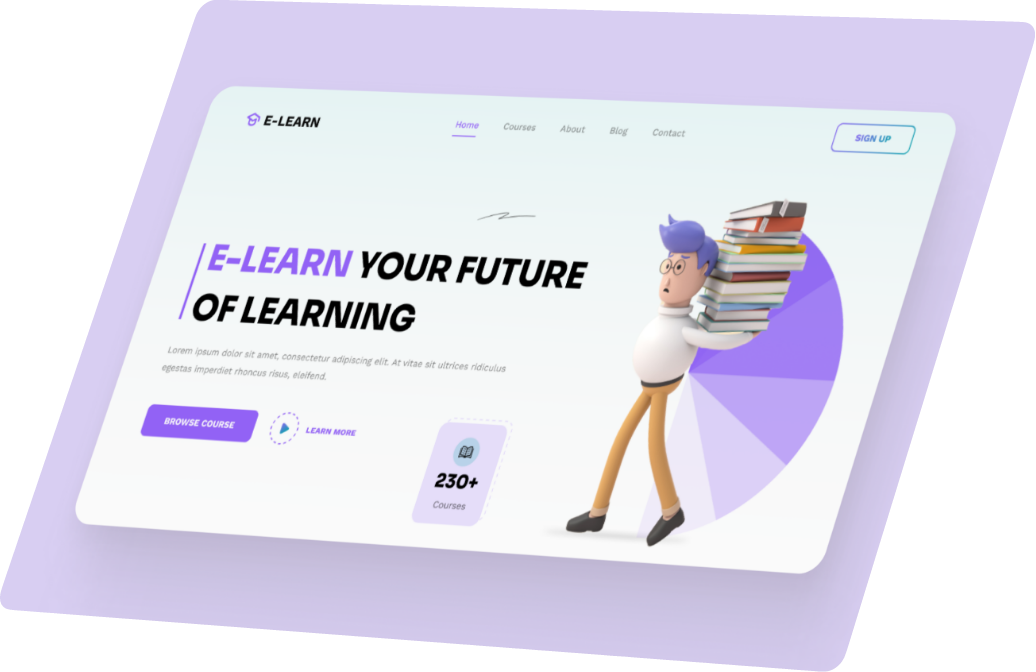 E-LEARN
Home Courses About Blog Contact
SIGN UP
E-LEARN YOUR FUTURE
OF LEARNING
Lorem ipsum dolor sit amet, consectetur adipiscing elit. At vitae sit ultrices ridiculus
egestas imperdiet rhoncus risus, eleifend.
BROWSE COURSE
LEARN MORE
230+
Courses